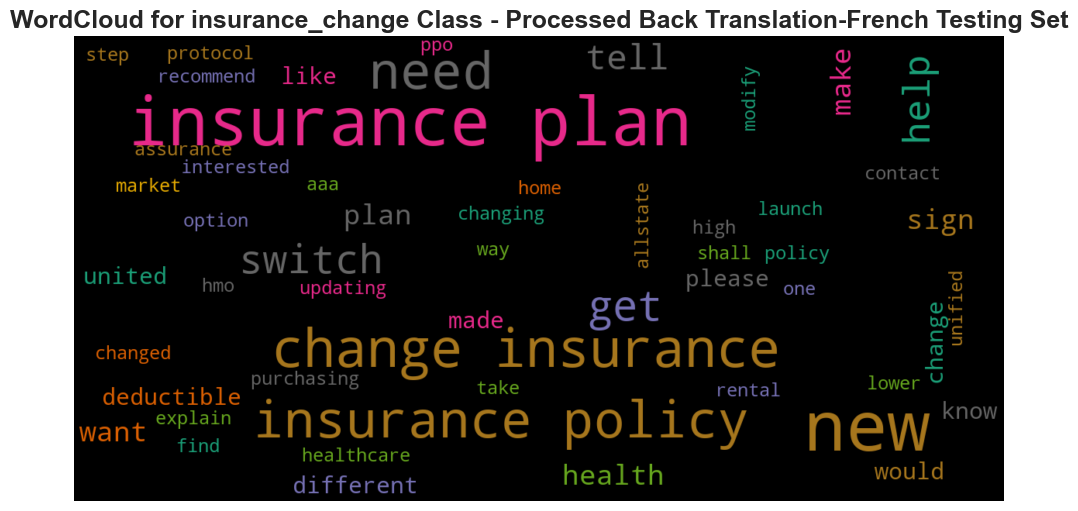 WordCloud for insurance_change Class - Processed Back Translation-French Testing Set
step
protocol
ppo
recommend
like
need
tell
modify
make
help
insurance plan
assurance
interested
market
aaa
home
contact
option
plan
changing
allstate
launch
high
sign
switch
way
shall
policy
united
hmo
updating
please
one
unified
get
made
change
changed
change insurance
purchasing
take
rental
lower
deductible
know
explain
want
insurance policy
new
find
healthcare
health
would
different